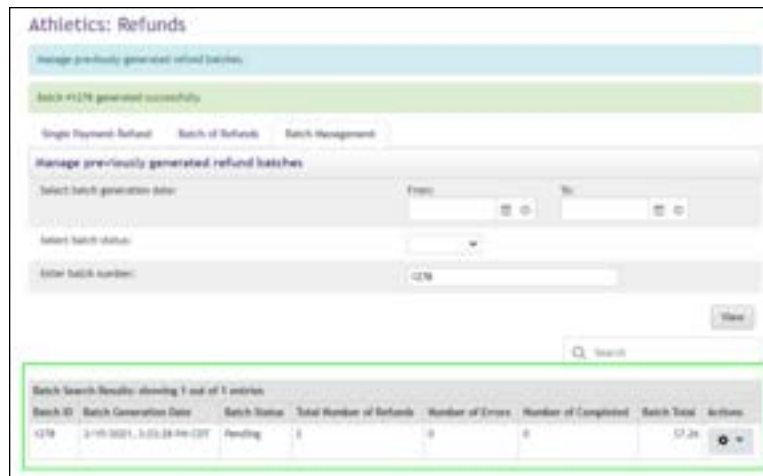 Athletics: Refunds
Manage previously generated refund batches.
Batch #1278 generated successfully.
Single Payment Refund Batch of Refunds Batch Management
Manage previously generated refund batches
Select batch generation date: From: To:
Select batch status:
Enter batch number: 1278
View
Search
Batch Search Results: showing 1 out of 1 entries
Batch ID Batch Generation Date Batch Status Total Number of Refunds Number of Errors Number of Completed Batch Total Actions
1278 Pending 0 0